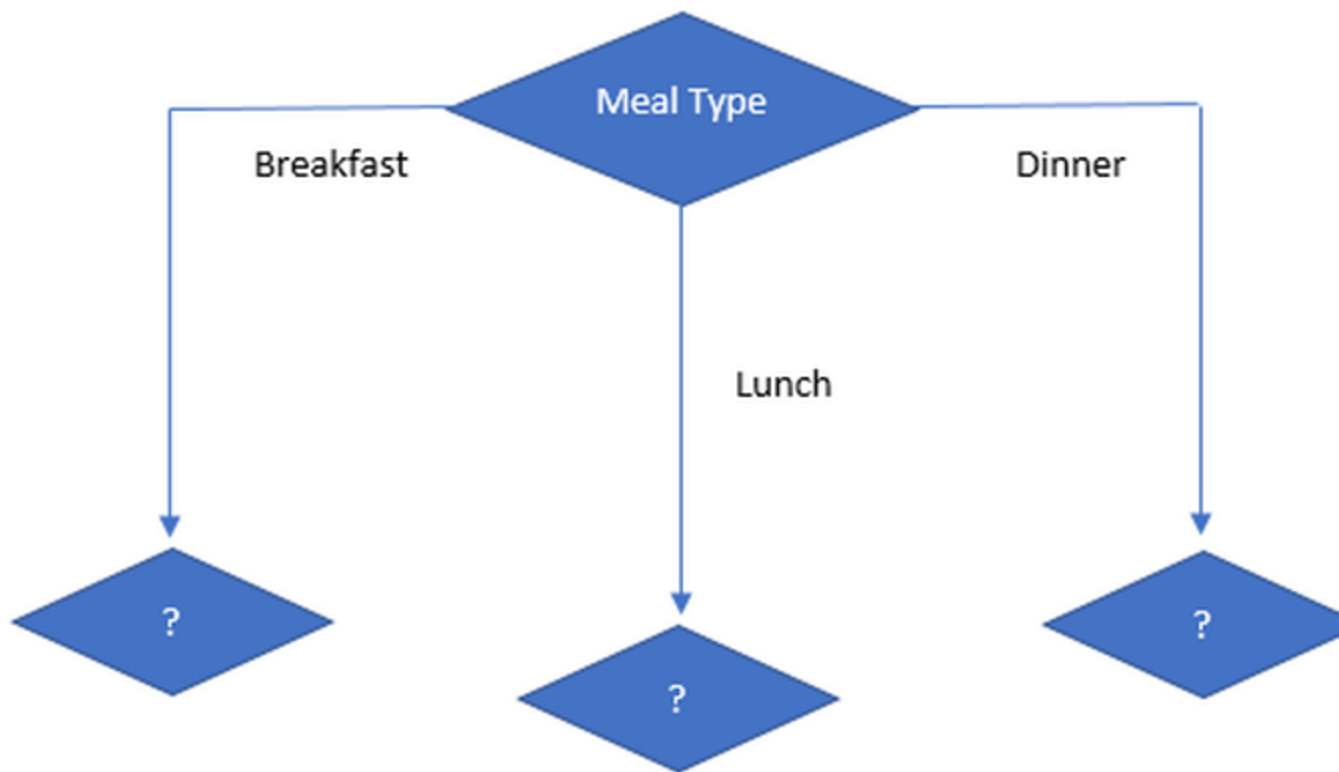 Meal Type
Breakfast
Dinner
Lunch
?
?
?